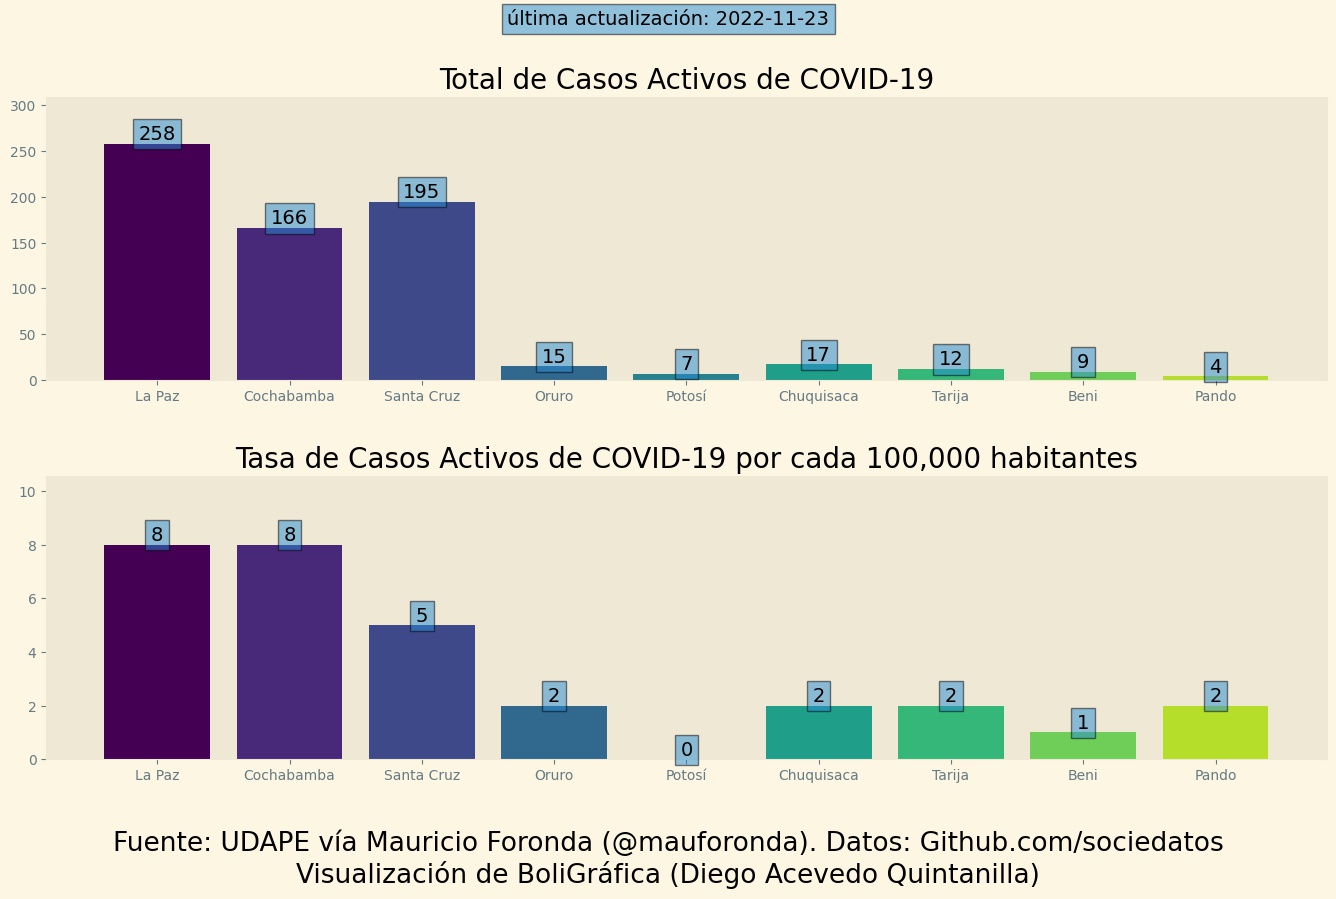 última actualización: 2022-11-23
Total de Casos Activos de COVID-19
300
250
200
150
100
50
0
258
166
195
15
7
17
12
9
4
La Paz
Cochabamba
Santa Cruz
Oruro
Potosí
Chuquisaca
Tarija
Beni
Pando
Tasa de Casos Activos de COVID-19 por cada 100,000 habitantes
10
8
6
4
2
0
8
8
5
2
0
2
2
1
2
La Paz
Cochabamba
Santa Cruz
Oruro
Potosí
Chuquisaca
Tarija
Beni
Pando
Fuente: UDAPE vía Mauricio Foronda (@mauforonda). Datos: Github.com/sociedatos
Visualización de BoliGráfica (Diego Acevedo Quintanilla)